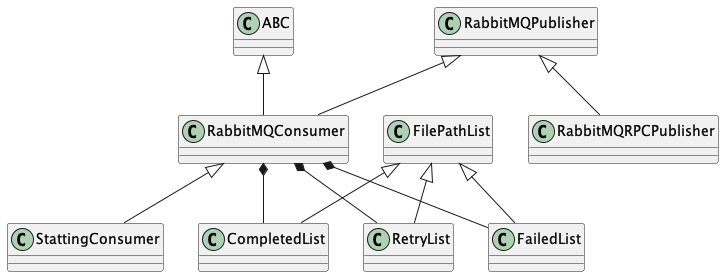 C ABC
C RabbitMQPublisher
C RabbitMQConsumer
C FilePathList
C RabbitMQRPCPublisher
C StattingConsumer
C CompletedList
C RetryList
C FailedList